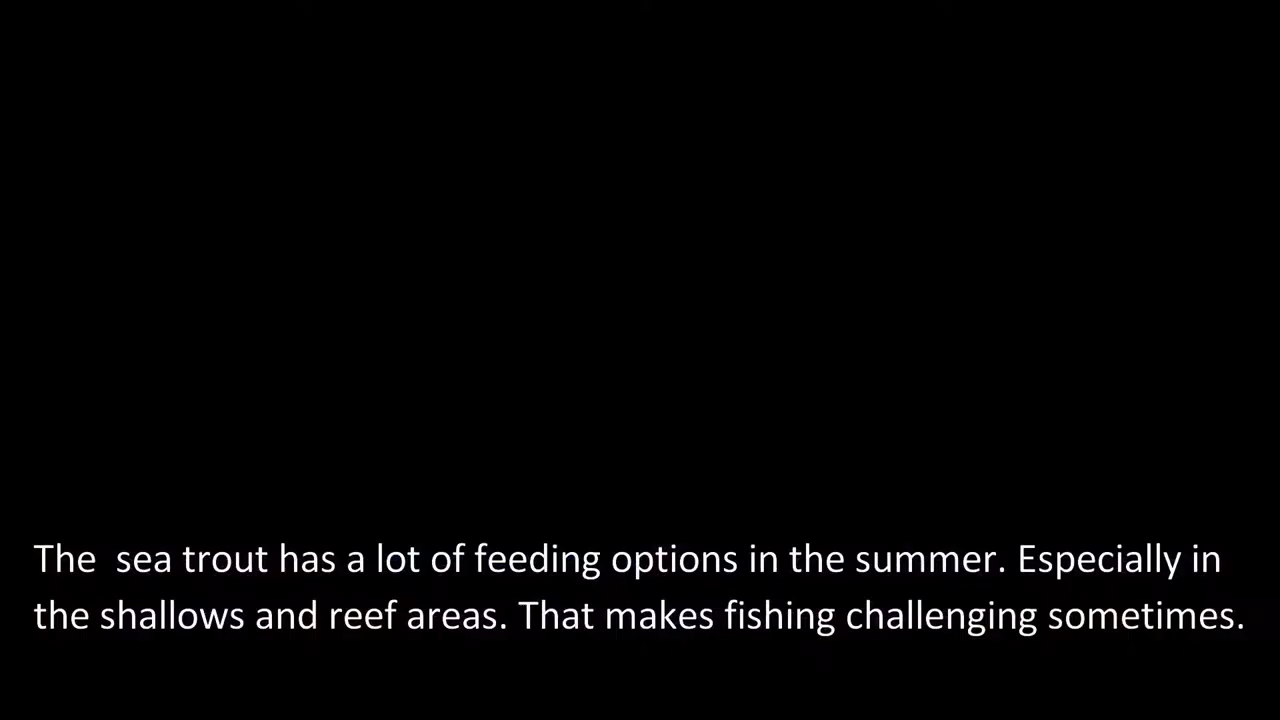 The  sea trout has a lot of feeding options in the summer. Especially in
the shallows and reef areas. That makes fishing challenging sometimes.